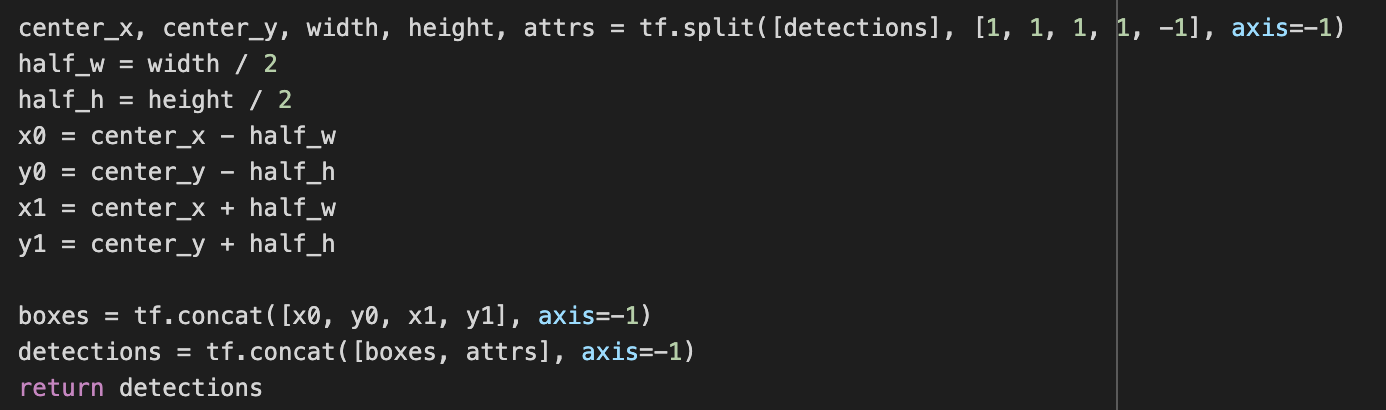 center_x, center_y, width, height, attrs = tf.split([detections], [1, 1, 1, 1, -1], axis=-1)
half_w = width / 2
half_h = height / 2
x0 = center_x - half_w
y0 = center_y - half_h
x1 = center_x + half_w
y1 = center_y + half_h
boxes = tf.concat([x0, y0, x1, y1], axis=-1)
detections = tf.concat([boxes, attrs], axis=-1)
return detections